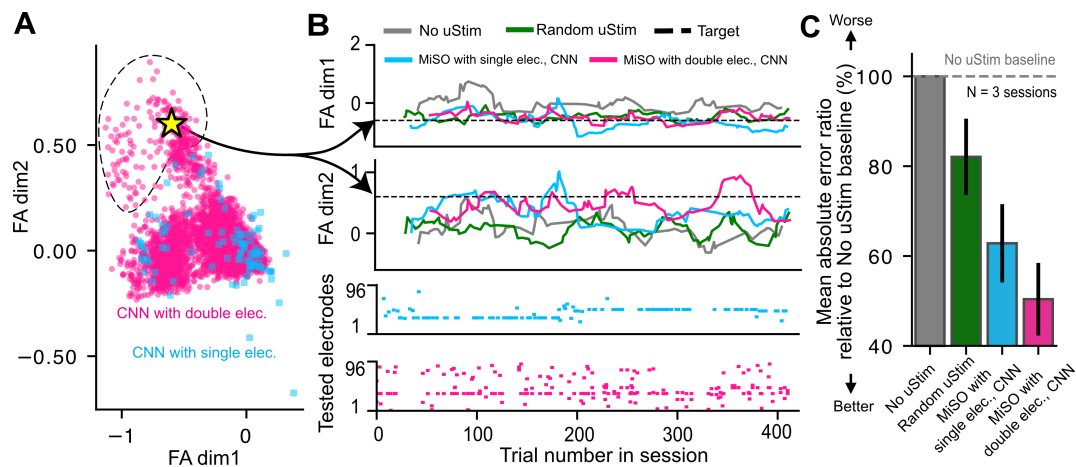 A
FA dim2
0.50
0.00
−0.50
CNN with double elec.
CNN with single elec.
−1
0
FA dim1
B
No uStim
Random uStim
Target
MiSO with single elec., CNN
MiSO with double elec., CNN
FA dim1
2
0
FA dim2
1
0
Tested electrodes
96
1
96
1
0
100
200
300
400
Trial number in session
C
Worse
Mean absolute error ratio
relative to No uStim baseline (%)
Better
No uStim baseline
N = 3 sessions
100
80
60
40
No uStim
Random uStim
MiSO with
single elec., CNN
MiSO with
double elec., CNN